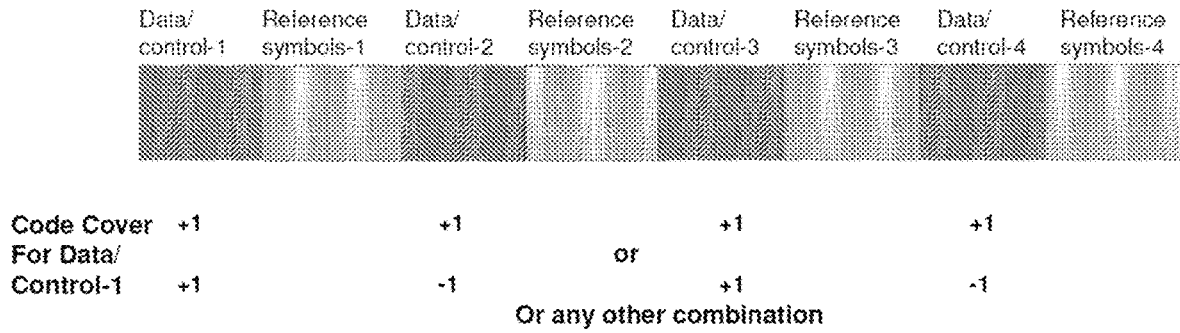 Data/ Reference Data/ Reference Data/ Reference Data/ Reference
control-1 symbols-1 control-2 symbols-2 control-3 symbols-3 control-4 symbols-4
Code Cover +1 +1 +1 +1
For Data/ or
Control-1 +1 -1 +1 -1
Or any other combination